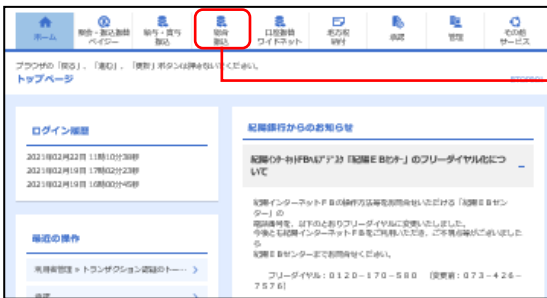 ホーム
照会・振込振替
ペイジー
給与・賞与
振込
総合
振込
口座振替
ワイドネット
地方税
納付
承認
管理
その他
サービス
ブラウザの「戻る」、「進む」、「更新」ボタンは押さないでください。
トップページ
ログイン履歴
紀陽銀行からのお知らせ
2021年02月22日 11時10分38秒
2021年02月19日 17時02分23秒
2021年02月19日 16時00分45秒
紀陽インターネットFBヘルプデスク「紀陽EBセンター」のフリーダイヤル化につ
いて
紀陽インターネットFBの操作方法等をお問合せいただける「紀陽EBセン
ター」の
電話番号を、以下のとおりフリーダイヤルに変更いたしました。
今後とも紀陽インターネットFBをご利用いただき、ご不明点等がございました
ら
紀陽EBセンターまでお問合せください。
フリーダイヤル：0120-170-580 （変更前：073-426-
7576）
最近の操作
利用者管理 » トランザクション認証のトー…
承認